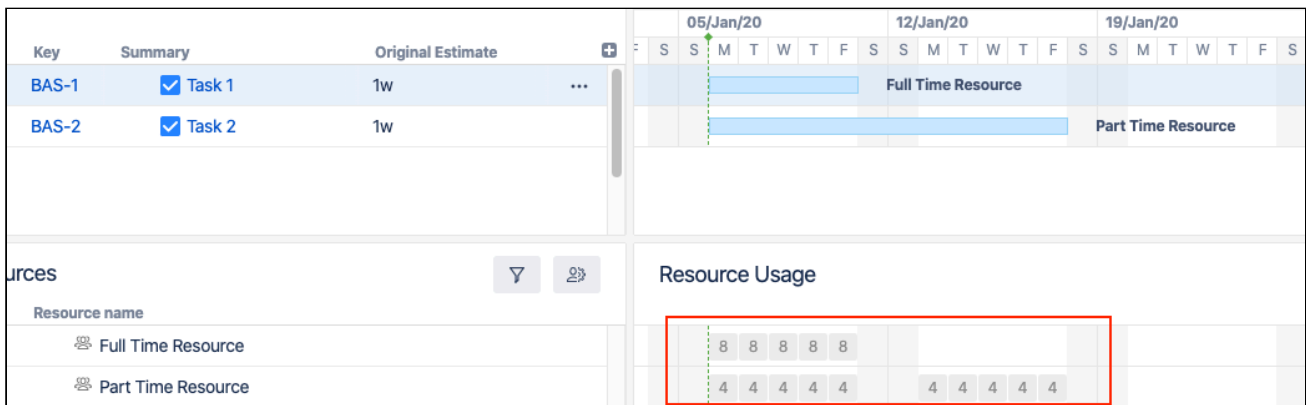 05/Jan/20 12/Jan/20 19/Jan/20
Key Summary Original Estimate F S S M T W T F S S M T W T F S S M T W T F S
BAS-1 Task 1 1w ••• Full Time Resource
BAS-2 Task 2 1w Part Time Resource
urces Resource Usage
Resource name
Full Time Resource 8 8 8 8 8
Part Time Resource 4 4 4 4 4 4 4 4 4 4